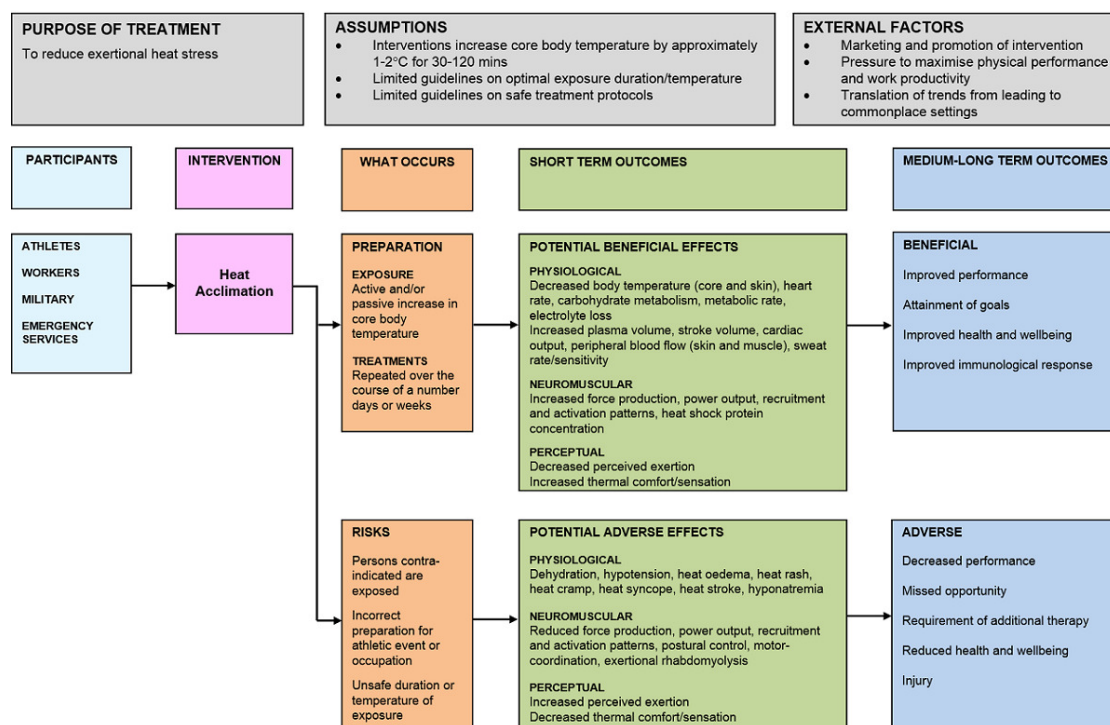 PURPOSE OF TREATMENT
To reduce exertional heat stress
ASSUMPTIONS
• Interventions increase core body temperature by approximately
1-2°C for 30-120 mins
• Limited guidelines on optimal exposure duration/temperature
• Limited guidelines on safe treatment protocols
EXTERNAL FACTORS
• Marketing and promotion of intervention
• Pressure to maximise physical performance
and work productivity
• Translation of trends from leading to
commonplace settings
PARTICIPANTS
INTERVENTION
WHAT OCCURS
SHORT TERM OUTCOMES
MEDIUM-LONG TERM OUTCOMES
ATHLETES
WORKERS
MILITARY
EMERGENCY
SERVICES
Heat
Acclimation
PREPARATION
EXPOSURE
Active and/or
passive increase in
core body
temperature
TREATMENTS
Repeated over the
course of a number
days or weeks
POTENTIAL BENEFICIAL EFFECTS
PHYSIOLOGICAL
Decreased body temperature (core and skin), heart
rate, carbohydrate metabolism, metabolic rate,
electrolyte loss
Increased plasma volume, stroke volume, cardiac
output, peripheral blood flow (skin and muscle), sweat
rate/sensitivity
NEUROMUSCULAR
Increased force production, power output, recruitment
and activation patterns, heat shock protein
concentration
PERCEPTUAL
Decreased perceived exertion
Increased thermal comfort/sensation
BENEFICIAL
Improved performance
Attainment of goals
Improved health and wellbeing
Improved immunological response
RISKS
Persons contra-
indicated are
exposed
Incorrect
preparation for
athletic event or
occupation
Unsafe duration or
temperature of
exposure
POTENTIAL ADVERSE EFFECTS
PHYSIOLOGICAL
Dehydration, hypotension, heat oedema, heat rash,
heat cramp, heat syncope, heat stroke, hyponatremia
NEUROMUSCULAR
Reduced force production, power output, recruitment
and activation patterns, postural control, motor-
coordination, exertional rhabdomyolysis
PERCEPTUAL
Increased perceived exertion
Decreased thermal comfort/sensation
ADVERSE
Decreased performance
Missed opportunity
Requirement of additional therapy
Reduced health and wellbeing
Injury